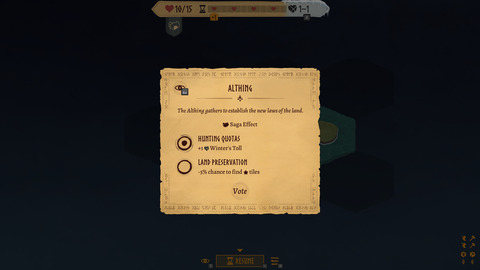 10/15
1-1
ALTHING
The Althing gathers to establish the new laws of the land.
Saga Effect
HUNTING QUOTAS
+1 Winter's Toll
LAND PRESERVATION
-5% chance to find tiles
Vote
RESUME